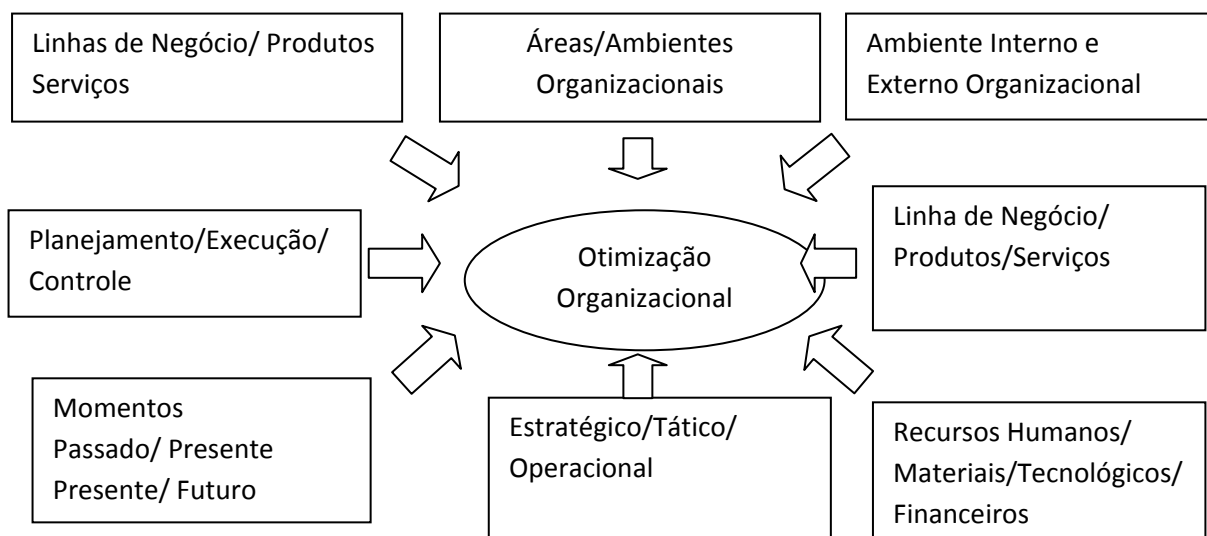 Linhas de Negócio/ Produtos
Serviços
Áreas/Ambientes
Organizacionais
Ambiente Interno e
Externo Organizacional
Planejamento/Execução/
Controle
Otimização
Organizacional
Linha de Negócio/
Produtos/Serviços
Momentos
Passado/ Presente
Presente/ Futuro
Estratégico/Tático/
Operacional
Recursos Humanos/
Materiais/Tecnológicos/
Financeiros